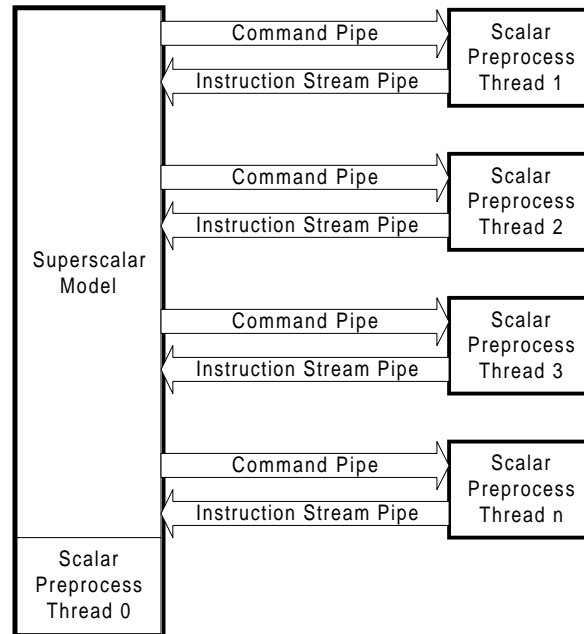 Command Pipe
Instruction Stream Pipe
Scalar
Preprocess
Thread 1
Command Pipe
Instruction Stream Pipe
Scalar
Preprocess
Thread 2
Superscalar
Model
Command Pipe
Instruction Stream Pipe
Scalar
Preprocess
Thread 3
Command Pipe
Instruction Stream Pipe
Scalar
Preprocess
Thread n
Scalar
Preprocess
Thread 0